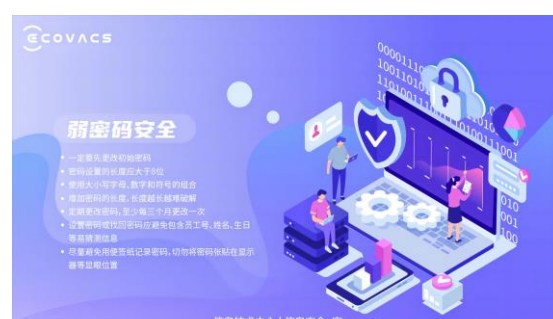 ECOVACS
弱密码安全
一定要先更改初始密码
密码设置的长度应大于8位
使用大小写字母、数字和符号的组合
增加密码的长度，长度越长越难破解
定期更改密码，至少每三个月更改一次
设置密码或找回密码应避免包含员工号、姓名、生日
等易猜测信息
尽量避免用便签纸记录密码，切勿将密码张贴在显示
器等显眼位置